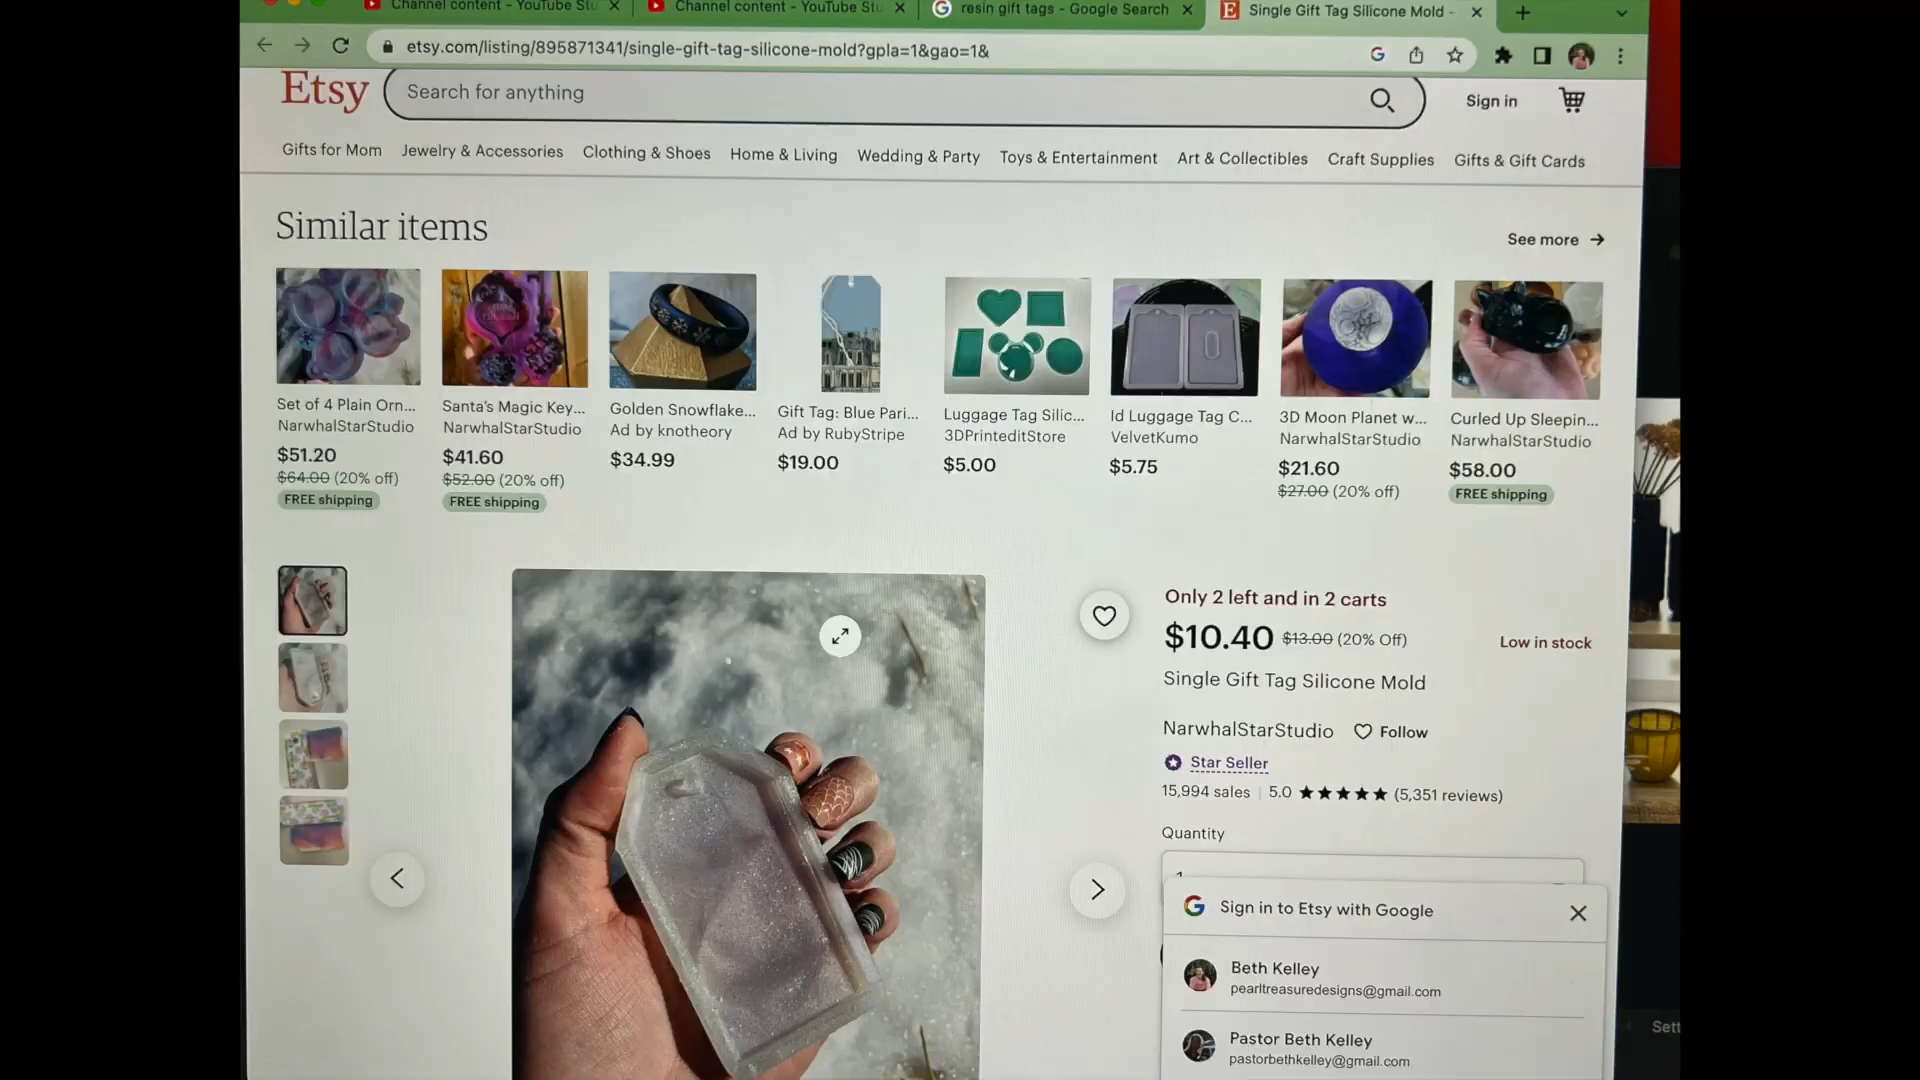 Channel content - YouTube Stu
Channel content - YouTube Stu
resin gift tags - Google Search
Single Gift Tag Silicone Mold -
etsy.com/listing/895871341/single-gift-tag-silicone-mold?gpla=1&gao=1&
Etsy
Search for anything
Sign in
Gifts for Mom
Jewelry & Accessories
Clothing & Shoes
Home & Living
Wedding & Party
Toys & Entertainment
Art & Collectibles
Craft Supplies
Gifts & Gift Cards
Similar items
See more →
Set of 4 Plain Orn...
NarwhalStarStudio
$51.20
$64.00 (20% off)
FREE shipping
Santa's Magic Key...
NarwhalStarStudio
$41.60
$52.00 (20% off)
FREE shipping
Golden Snowflake...
Ad by knotheory
$34.99
Gift Tag: Blue Pari...
Ad by RubyStripe
$19.00
Luggage Tag Silic...
3DPrinteditStore
$5.00
Id Luggage Tag C...
VelvetKumo
$5.75
3D Moon Planet w...
NarwhalStarStudio
$21.60
$27.00 (20% off)
Curled Up Sleepin...
NarwhalStarStudio
$58.00
FREE shipping
Only 2 left and in 2 carts
$10.40 $13.00 (20% Off)
Low in stock
Single Gift Tag Silicone Mold
NarwhalStarStudio
Follow
Star Seller
15,994 sales | 5.0 ★★★★★ (5,351 reviews)
Quantity
Sign in to Etsy with Google
Beth Kelley
pearltreasuredesigns@gmail.com
Pastor Beth Kelley
pastorbethkelley@gmail.com
Sett